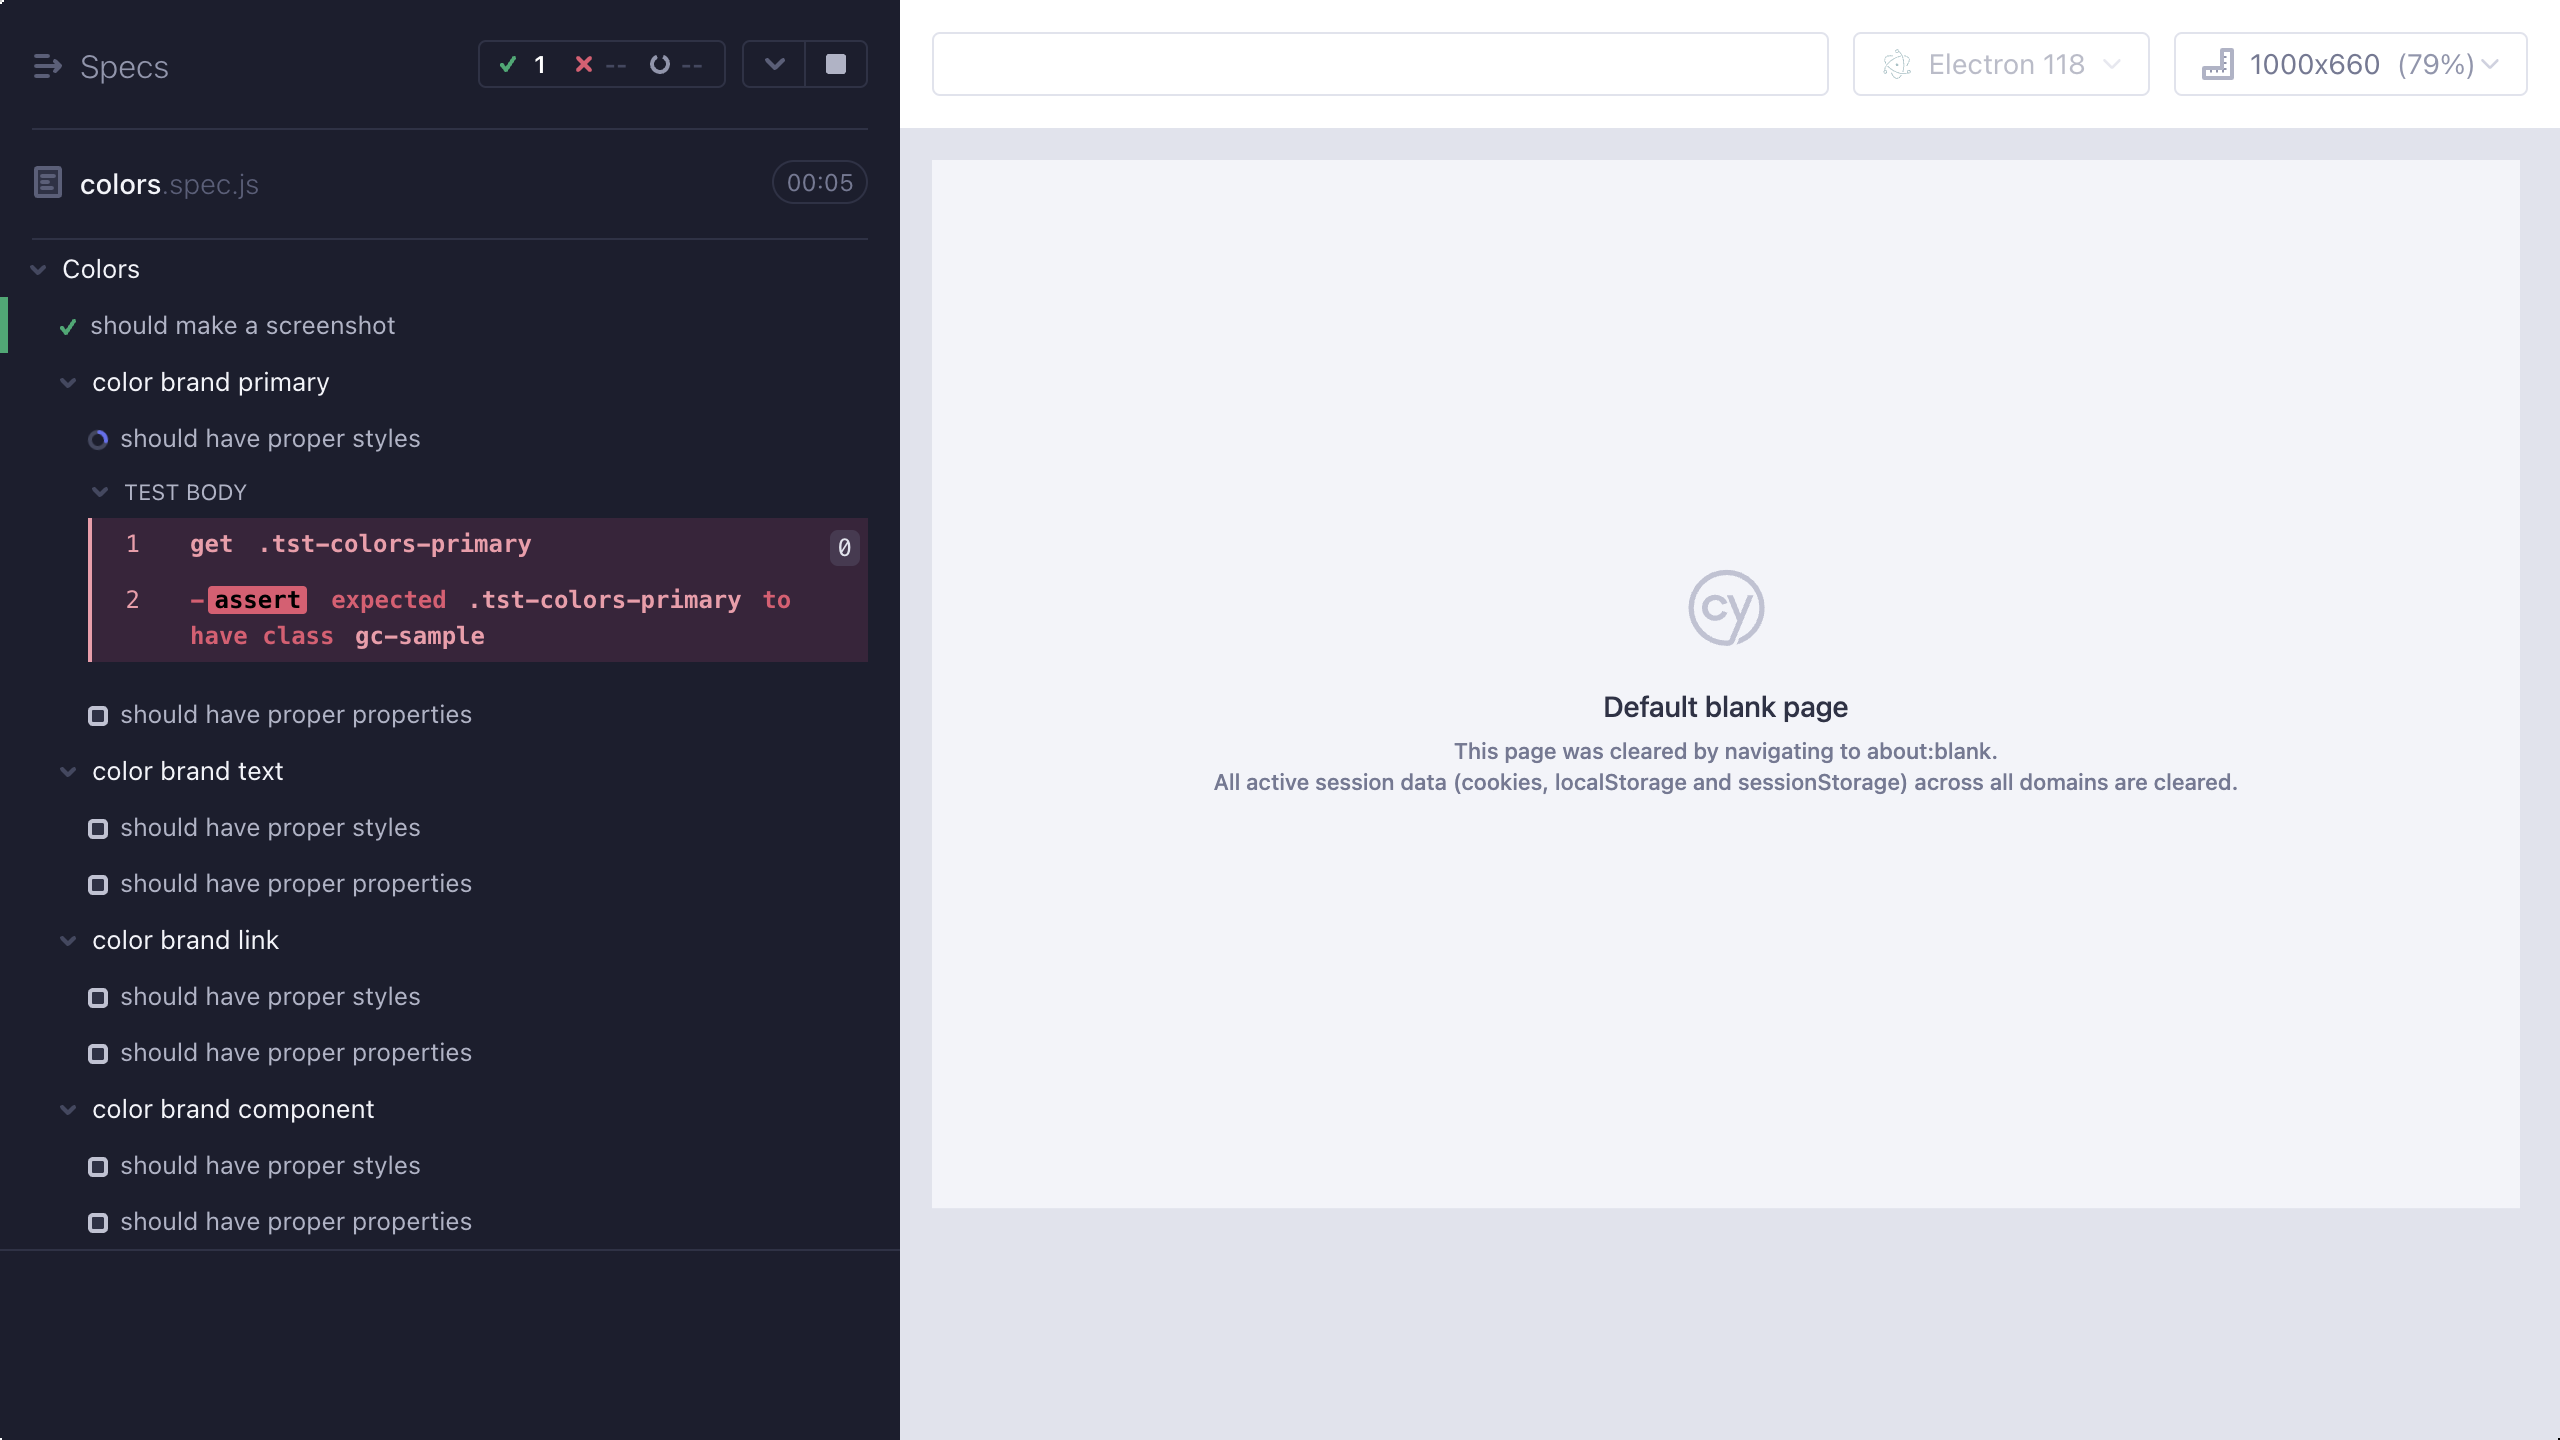 Specs
1 -- --
colors.spec.js
00:05
Colors
should make a screenshot
color brand primary
should have proper styles
TEST BODY
1 get .tst-colors-primary 0
2 -assert expected .tst-colors-primary to
have class gc-sample
should have proper properties
color brand text
should have proper styles
should have proper properties
color brand link
should have proper styles
should have proper properties
color brand component
should have proper styles
should have proper properties
Electron 118
1000x660 (79%)
cy
Default blank page
This page was cleared by navigating to about:blank.
All active session data (cookies, localStorage and sessionStorage) across all domains are cleared.